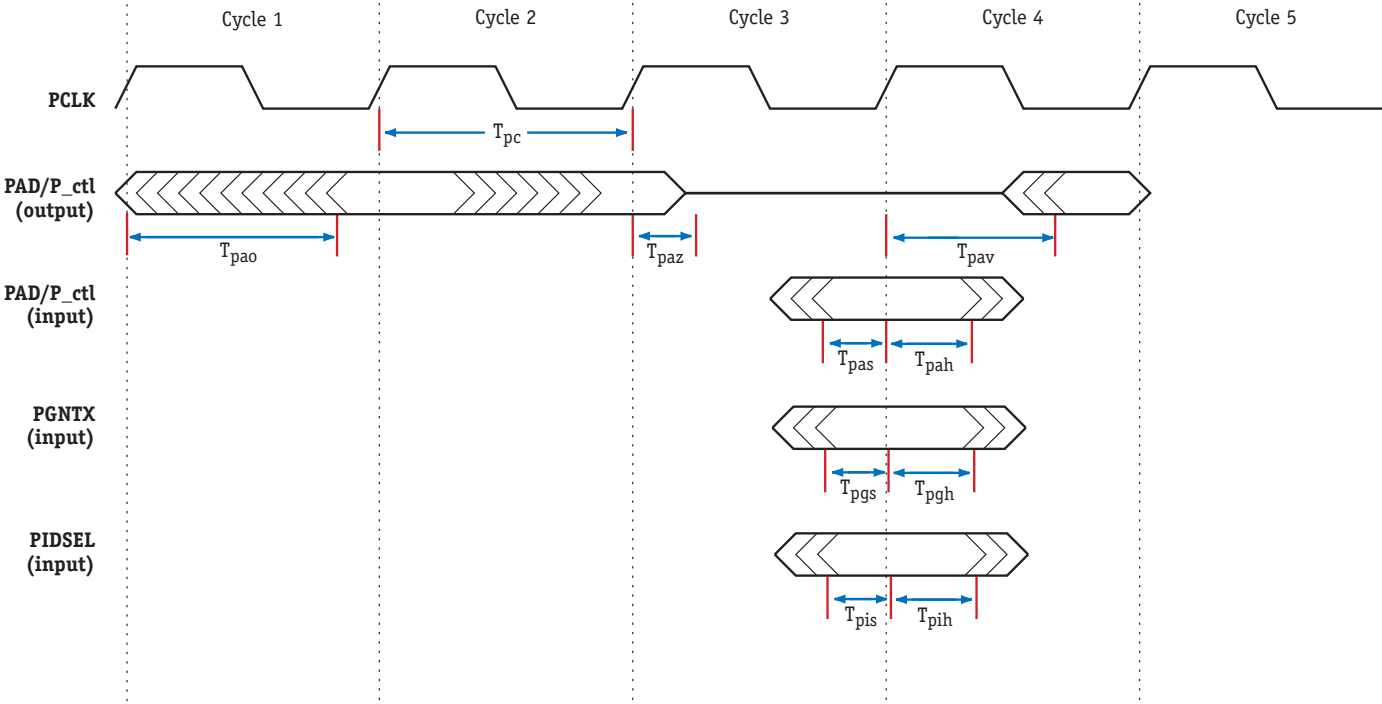 Cycle 1 Cycle 2 Cycle 3 Cycle 4 Cycle 5
PCLK
Tpc
PAD/P_ctl
(output)
Tpao Tpaz Tpav
PAD/P_ctl
(input)
Tpas Tpah
PGNTX
(input)
Tpgs Tpgh
PIDSEL
(input)
Tpis Tpih